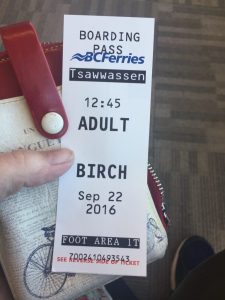 BOARDING
PASS
BCFerries
Tsawwassen
12:45
ADULT
BIRCH
Sep 22
2016
FOOT AREA IT
7002410493543
SEE REVERSE SIDE OF TICKET